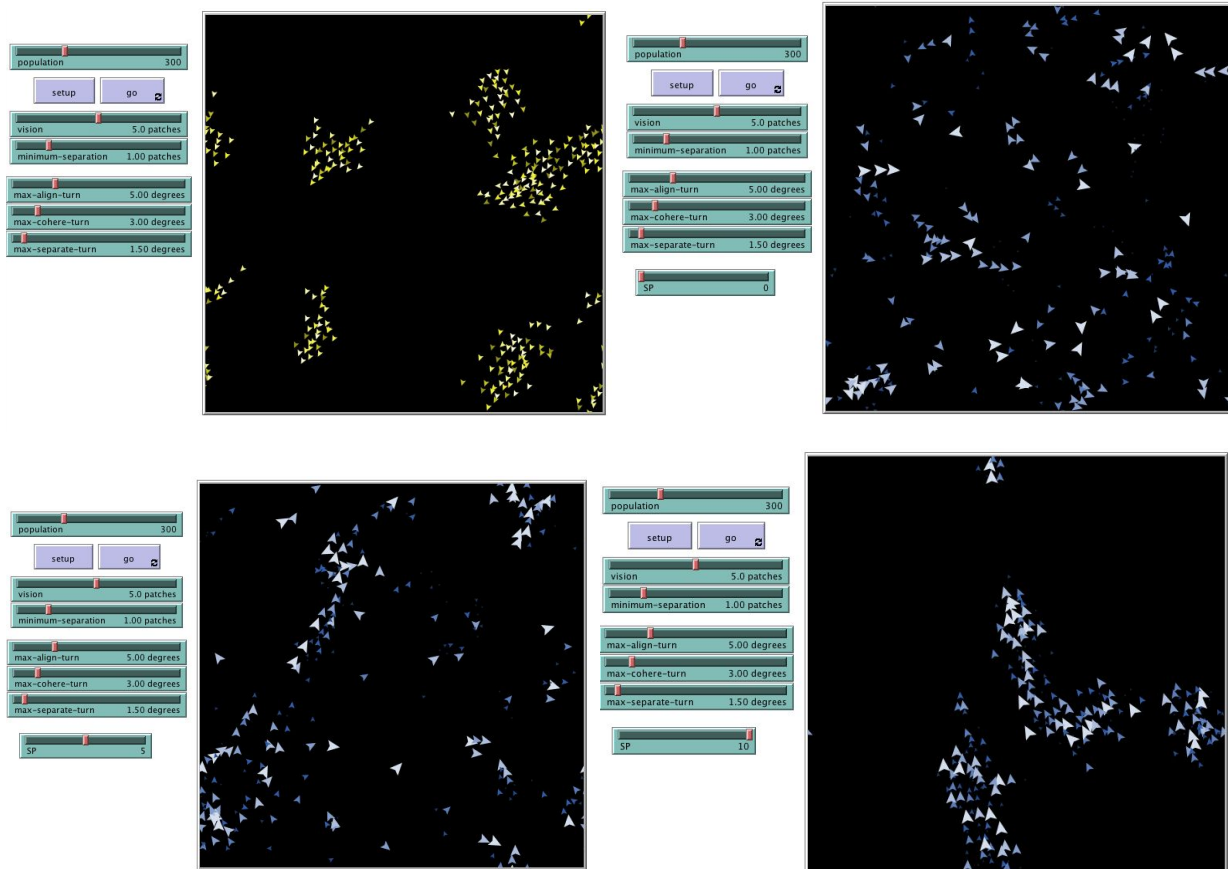 population 300
setup go
vision 5.0 patches
minimum-separation 1.00 patches
max-align-turn 5.00 degrees
max-cohere-turn 3.00 degrees
max-separate-turn 1.50 degrees
population 300
setup go
vision 5.0 patches
minimum-separation 1.00 patches
max-align-turn 5.00 degrees
max-cohere-turn 3.00 degrees
max-separate-turn 1.50 degrees
SP 0
population 300
setup go
vision 5.0 patches
minimum-separation 1.00 patches
max-align-turn 5.00 degrees
max-cohere-turn 3.00 degrees
max-separate-turn 1.50 degrees
SP 5
population 300
setup go
vision 5.0 patches
minimum-separation 1.00 patches
max-align-turn 5.00 degrees
max-cohere-turn 3.00 degrees
max-separate-turn 1.50 degrees
SP 10